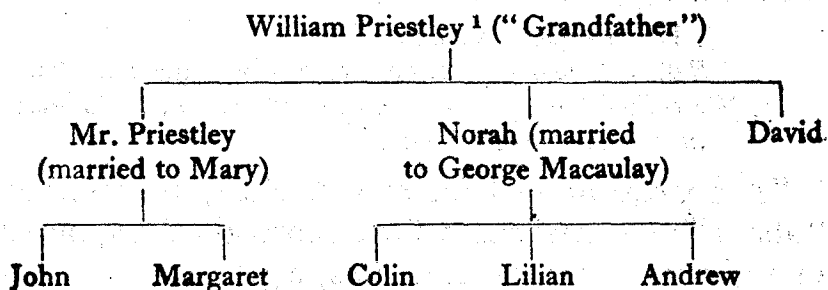 William Priestley ¹ ("Grandfather")
Mr. Priestley Norah (married David
(married to Mary) to George Macaulay)
John Margaret Colin Lilian Andrew